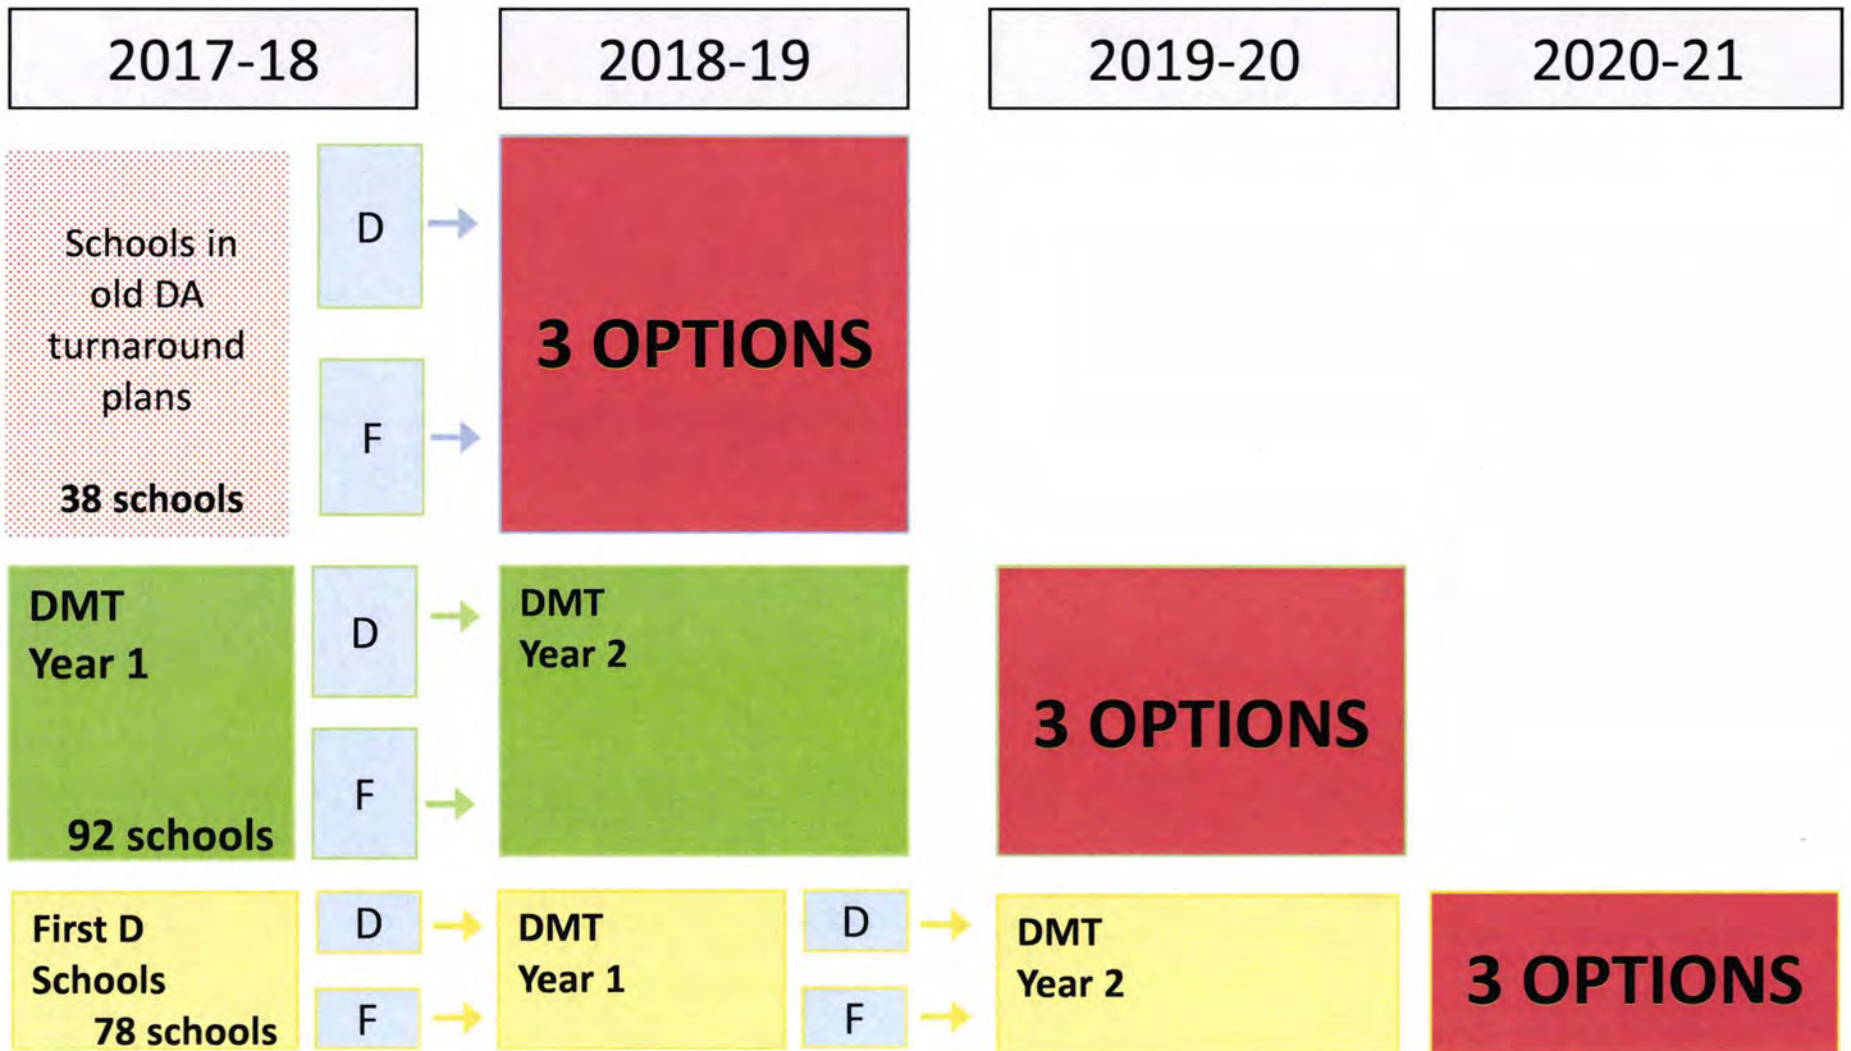 2017-18
2018-19
2019-20
2020-21
Schools in
old DA
turnaround
plans
38 schools
D
F
3 OPTIONS
DMT
Year 1
92 schools
D
F
DMT
Year 2
3 OPTIONS
First D
Schools
78 schools
D
F
DMT
Year 1
D
F
DMT
Year 2
3 OPTIONS